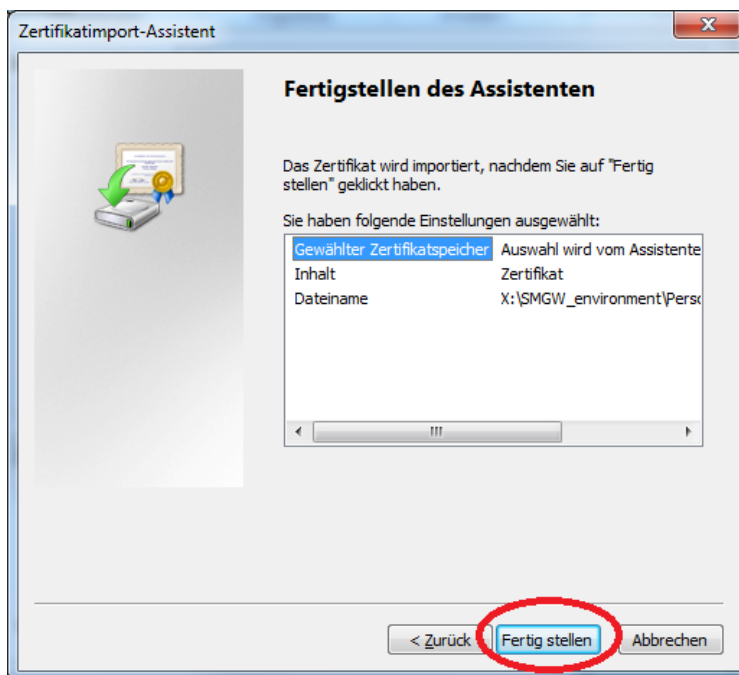 Zertifikatimport-Assistent
Fertigstellen des Assistenten
Das Zertifikat wird importiert, nachdem Sie auf "Fertig
stellen" geklickt haben.
Sie haben folgende Einstellungen ausgewählt:
Gewählter Zertifikatspeicher Auswahl wird vom Assistente
Inhalt Zertifikat
Dateiname X:\SMGW_environment\Perso
< Zurück Fertig stellen Abbrechen